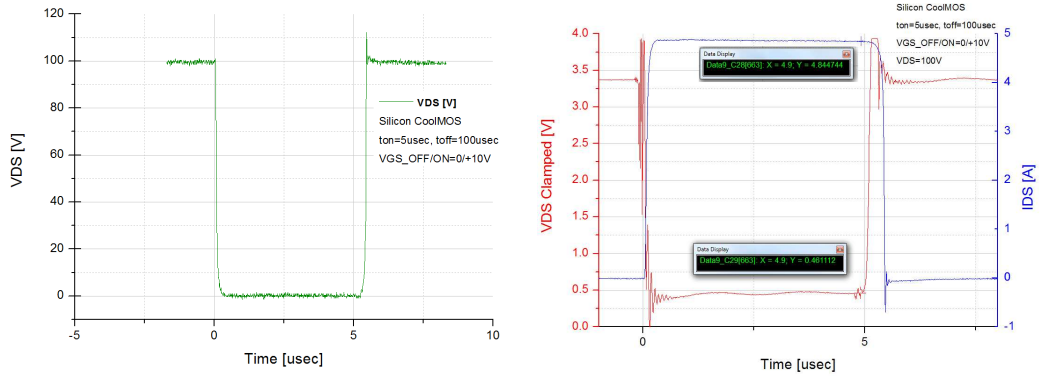 120
100
80
60
40
20
0
VDS [V]
-5
0
5
10
Time [usec]
VDS [V]
Silicon CoolMOS
ton=5usec, toff=100usec
VGS_OFF/ON=0/+10V
Silicon CoolMOS
ton=5usec, toff=100usec
VGS_OFF/ON=0/+10V
VDS=100V
4.0
3.5
3.0
2.5
2.0
1.5
1.0
0.5
0.0
VDS Clamped [V]
Data Display
Data9_C28[663]: X = 4.9, Y = 4.844744
Data Display
Data9_C29[663]: X = 4.9, Y = 0.461112
5
4
3
2
1
0
-1
IDS [A]
0
5
Time [usec]